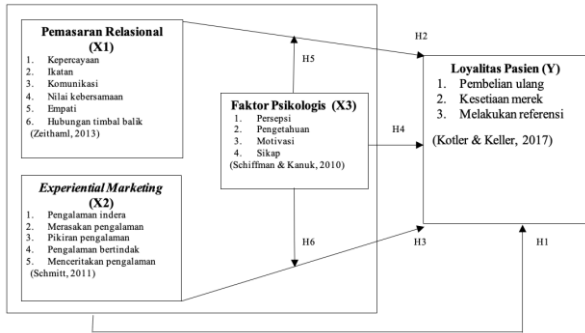 Pemasaran Relasional
(X1)
1. Kepercayaan
2. Ikatan
3. Komunikasi
4. Nilai kebersamaan
5. Empati
6. Hubungan timbal balik
(Zeithaml, 2013)
H2
H5
Loyalitas Pasien (Y)
1. Pembelian ulang
2. Kesetiaan merek
3. Melakukan referensi
(Kotler & Keller, 2017)
Faktor Psikologis (X3)
1. Persepsi
2. Pengetahuan
3. Motivasi
4. Sikap
(Schiffman & Kanuk, 2010)
H4
Experiential Marketing
(X2)
1. Pengalaman indera
2. Merasakan pengalaman
3. Pikiran pengalaman
4. Pengalaman bertindak
5. Menceritakan pengalaman
(Schmitt, 2011)
H6
H3
H1